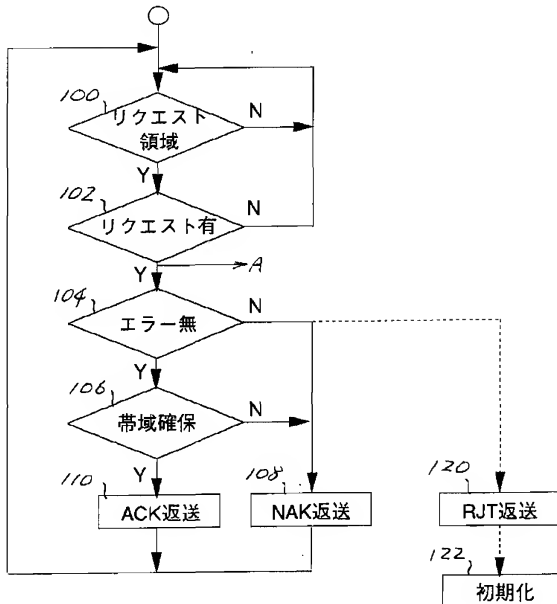 100
リクエスト
領域
N
Y
102
リクエスト有
N
Y
A
104
エラー無
N
Y
106
帯域確保
N
Y
110
ACK返送
108
NAK返送
120
RJT返送
122
初期化